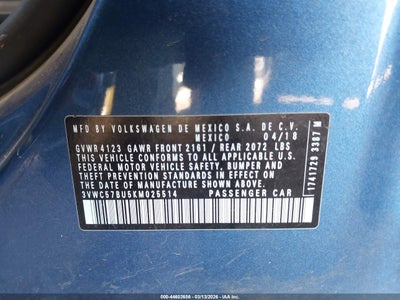 MFD BY VOLKSWAGEN DE MEXICO S.A. DE C.V.
MEXICO 04/18
GVWR 4123 GAWR FRONT 2161 / REAR 2072 LBS
THIS VEHICLE CONFORMS TO ALL APPLICABLE U.S.
FEDERAL MOTOR VEHICLE SAFETY, BUMPER AND
THEFT PREVENTION STANDARDS IN EFFECT ON THE
DATE OF MANUFACTURE SHOWN ABOVE.
3VWC57BU5KM025514 PASSENGER CAR
1741729 3387 M
000-44602656 - 03/13/2026 - IAA Inc.